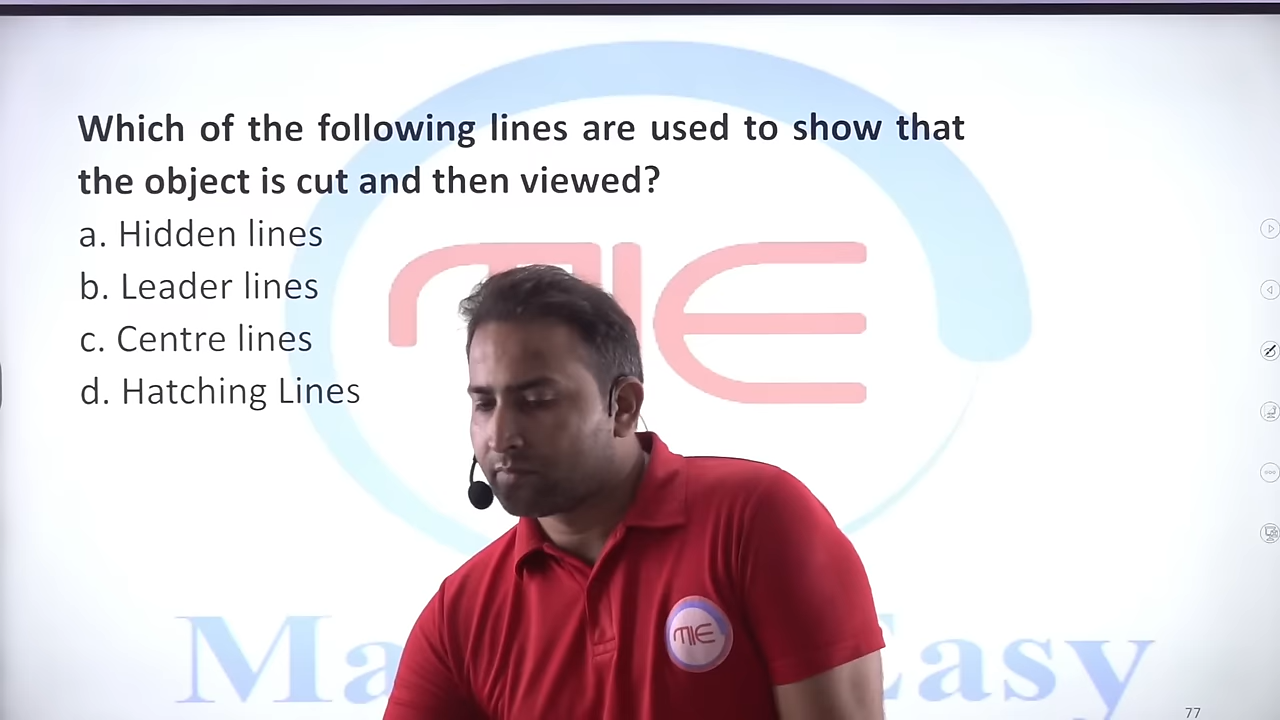 Which of the following lines are used to show that
the object is cut and then viewed?
a. Hidden lines
b. Leader lines
c. Centre lines
d. Hatching Lines
MIE
MIE
Easy
77